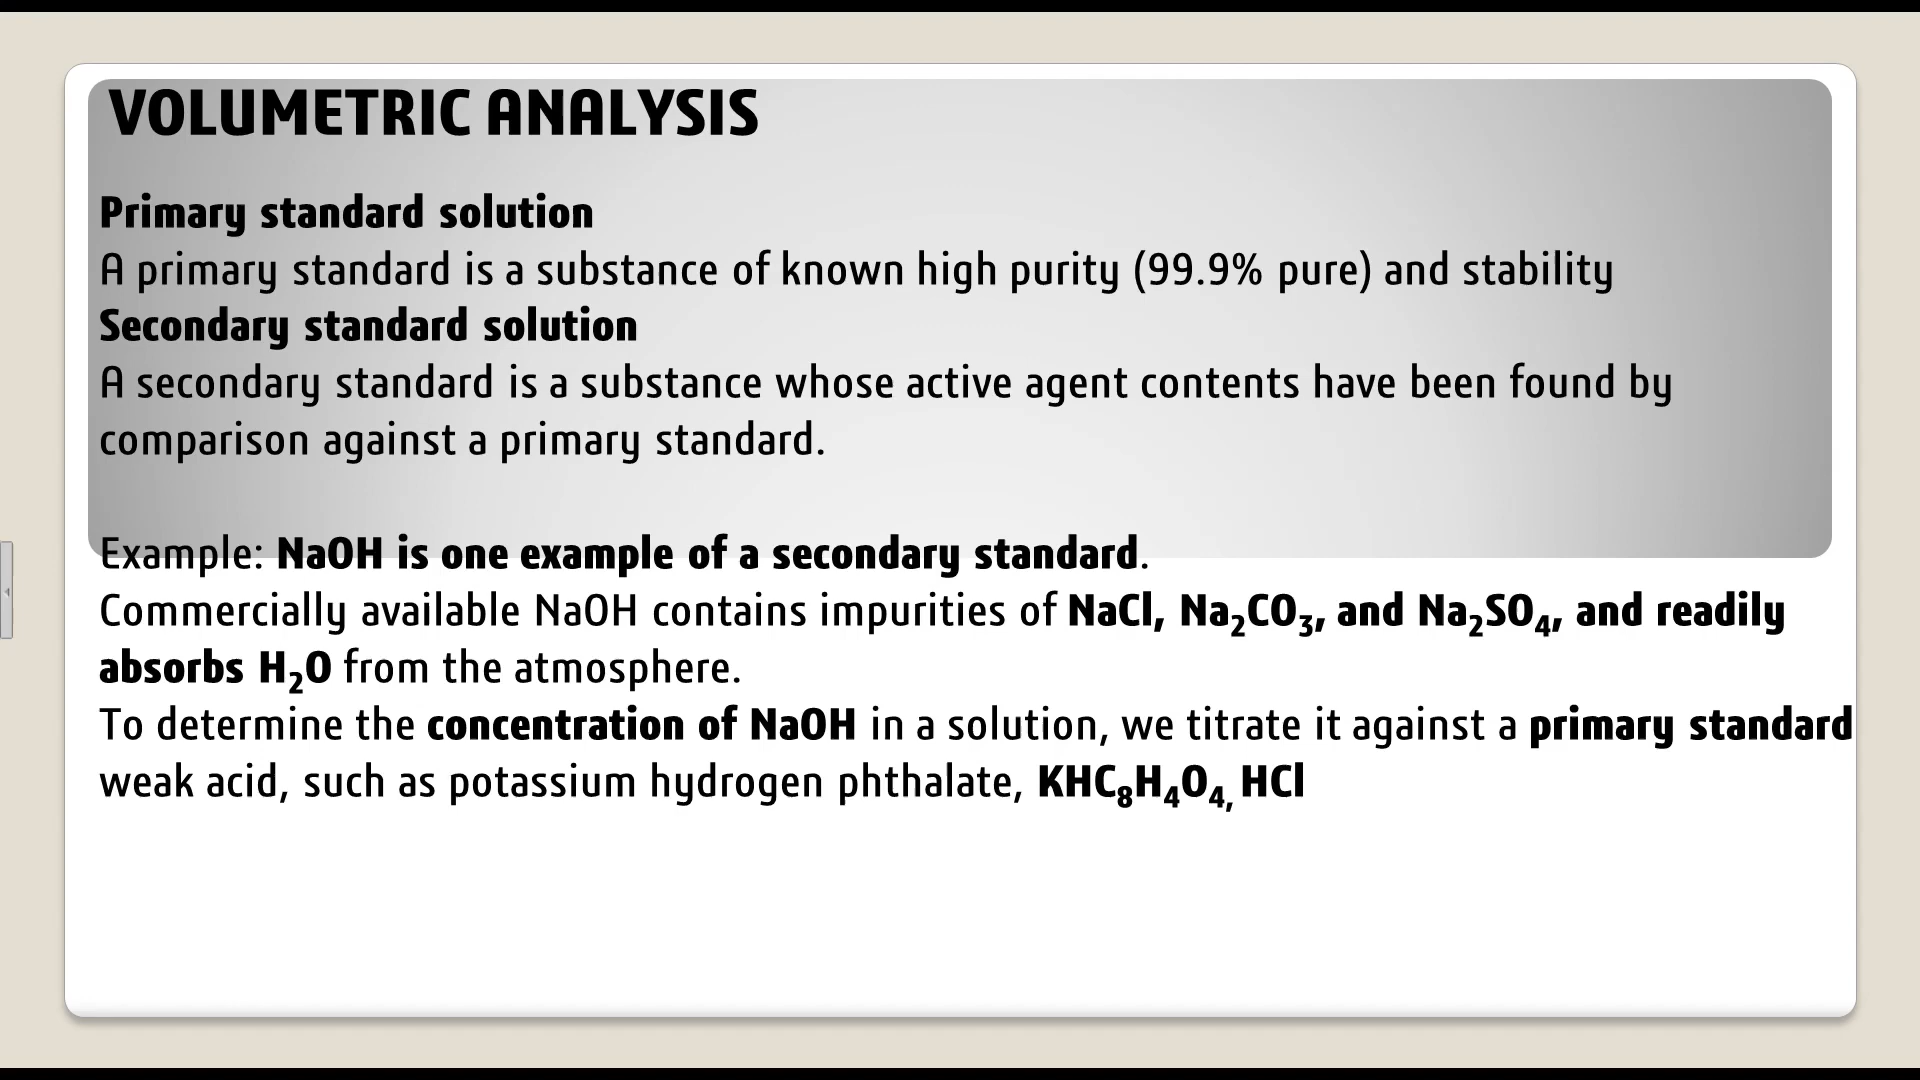 VOLUMETRIC ANALYSIS
Primary standard solution
A primary standard is a substance of known high purity (99.9% pure) and stability
Secondary standard solution
A secondary standard is a substance whose active agent contents have been found by
comparison against a primary standard.
Example: NaOH is one example of a secondary standard.
Commercially available NaOH contains impurities of NaCl, Na₂CO₃, and Na₂SO₄, and readily
absorbs H₂O from the atmosphere.
To determine the concentration of NaOH in a solution, we titrate it against a primary standard
weak acid, such as potassium hydrogen phthalate, KHC₈H₄O₄, HCl